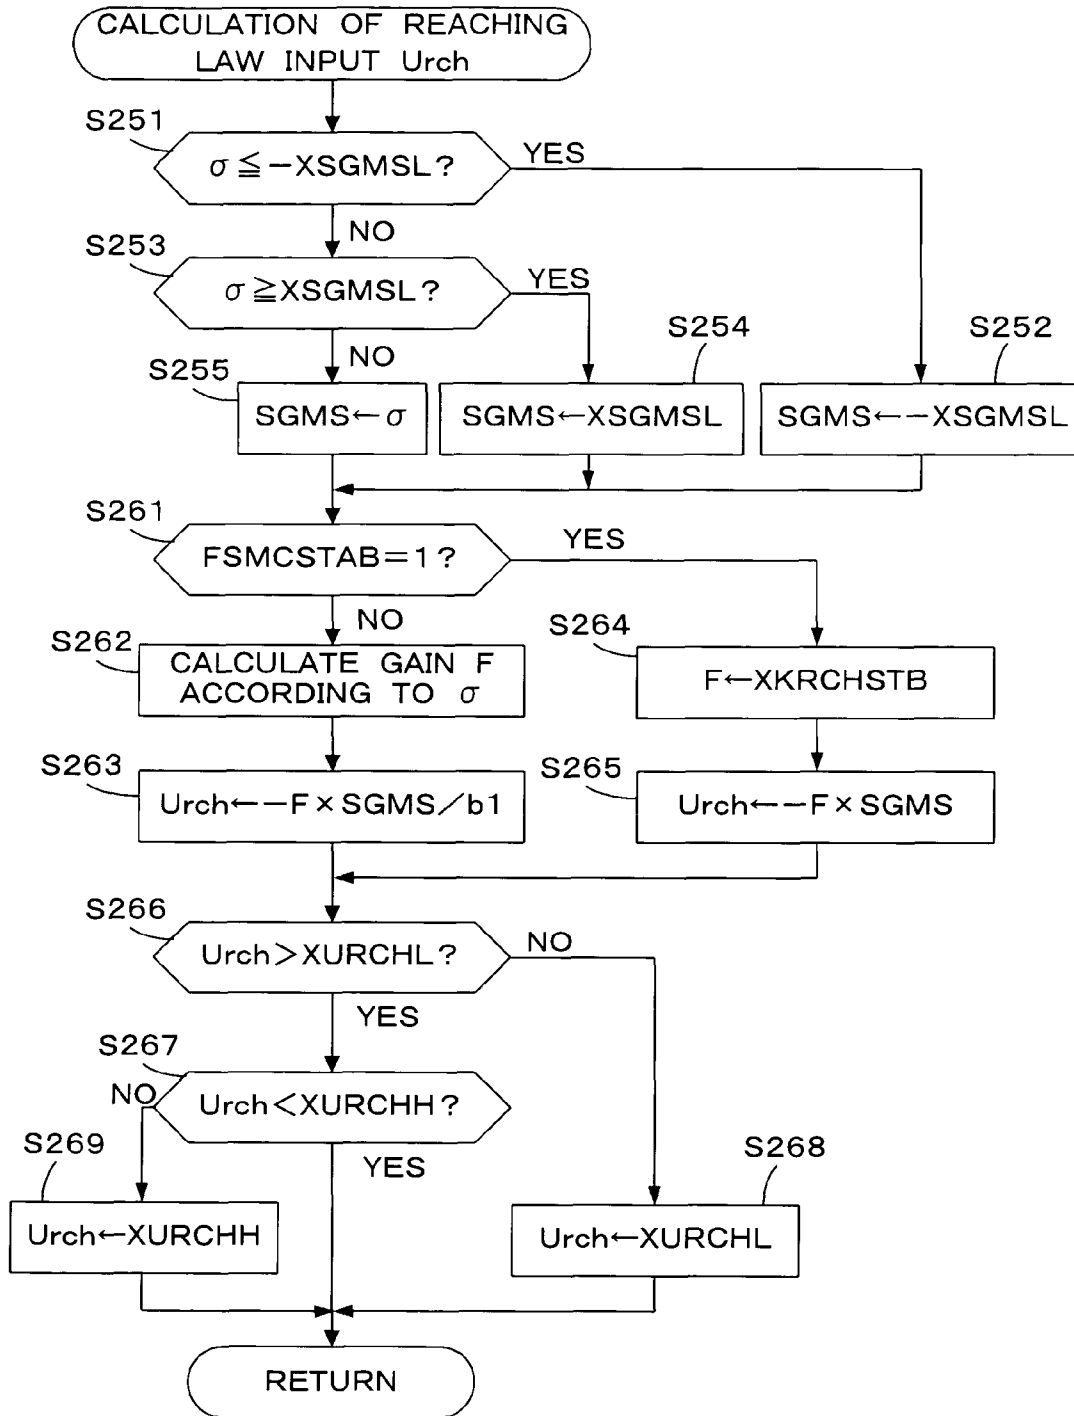 CALCULATION OF REACHING
LAW INPUT Urch
S251
σ≦-XSGMSL?
YES
NO
S253
σ≧XSGMSL?
YES
NO
S255
SGMS←σ
S254
SGMS←XSGMSL
S252
SGMS←-XSGMSL
S261
FSMCSTAB=1?
YES
NO
S262
CALCULATE GAIN F
ACCORDING TO σ
S264
F←XKRCHSTB
S263
Urch←-F×SGMS/b1
S265
Urch←-F×SGMS
S266
Urch>XURCHL?
NO
YES
S267
Urch<XURCHH?
NO
YES
S269
Urch←XURCHH
S268
Urch←XURCHL
RETURN